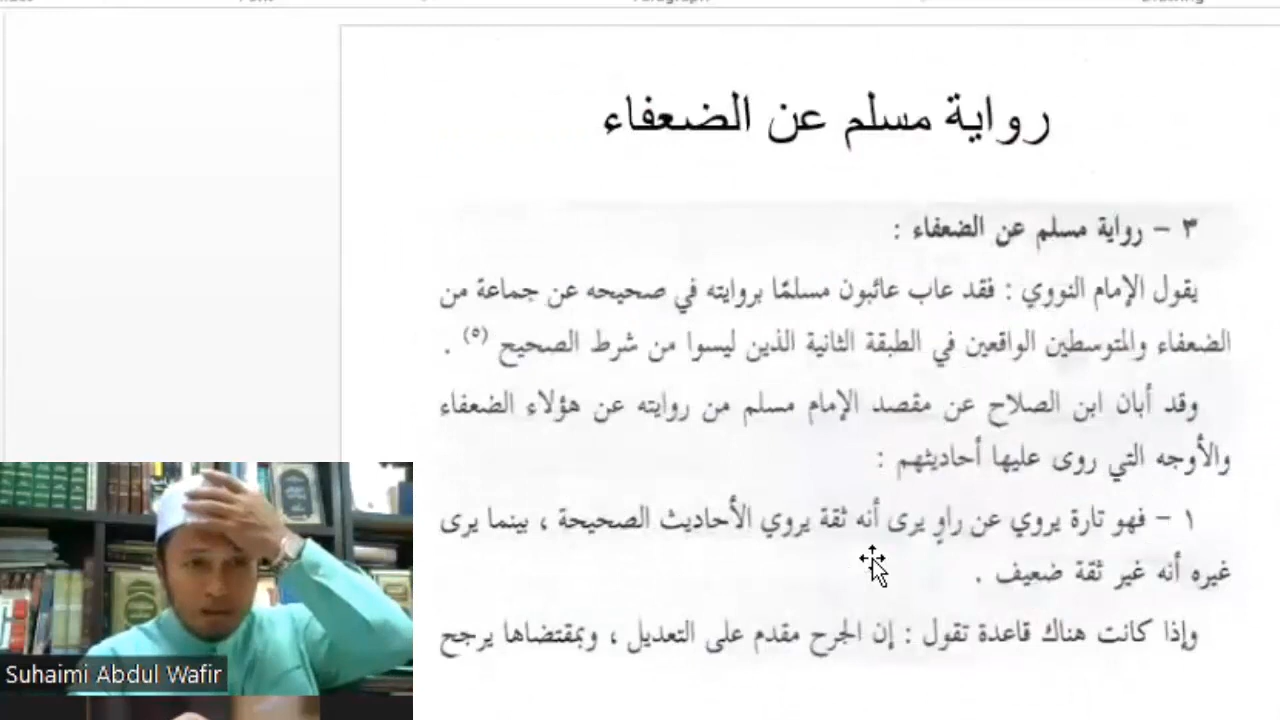 رواية مسلم عن الضعفاء
٣ – رواية مسلم عن الضعفاء :
يقول الإمام النووي : فقد عاب عائبون مسلمًا بروايته في صحيحه عن جماعة من
الضعفاء والمتوسطين الواقعين في الطبقة الثانية الذين ليسوا من شرط الصحيح (٥) .
وقد أبان ابن الصلاح عن مقصد الإمام مسلم من روايته عن هؤلاء الضعفاء
والأوجه التي روى عليها أحاديثهم :
١ – فهو تارة يروي عن راوٍ يرى أنه ثقة يروي الأحاديث الصحيحة ، بينما يرى
غيره أنه غير ثقة ضعيف .
وإذا كانت هناك قاعدة تقول : إن الجرح مقدم على التعديل ، وبمقتضاها يرجح
Suhaimi Abdul Wafir